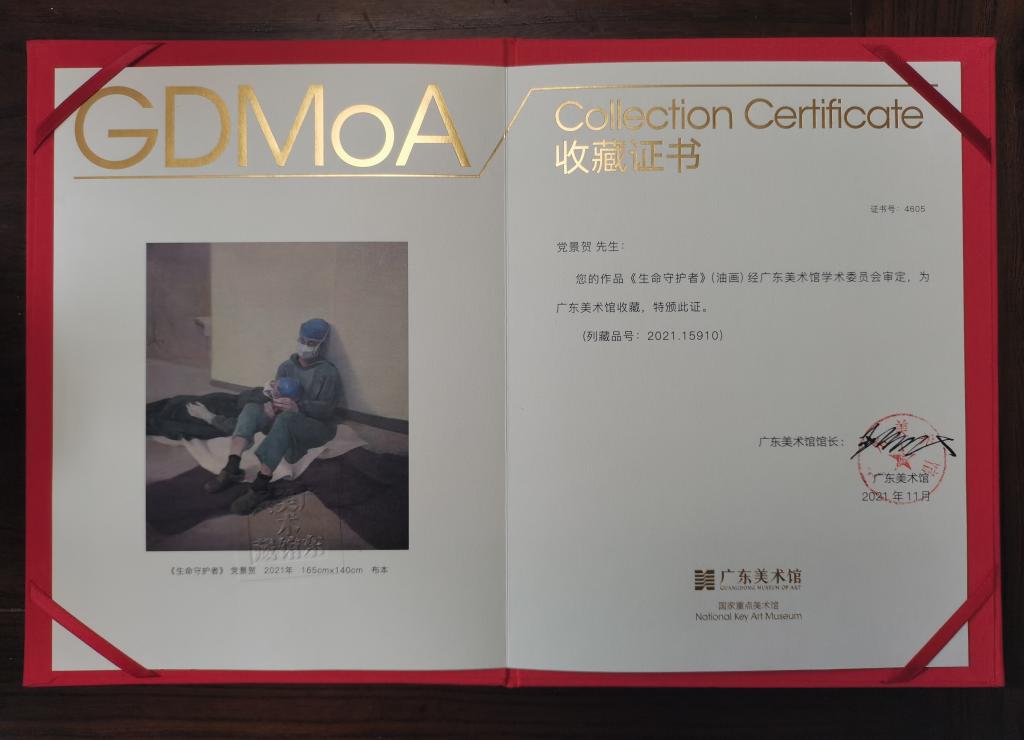 GDMoA
《生命守护者》 党景贺 2021年 165cmx140cm 布本
Collection Certificate
收藏证书
证书号：4605
党景贺 先生：
您的作品《生命守护者》(油画) 经广东美术馆学术委员会审定，为
广东美术馆收藏，特颁此证。
(列藏品号：2021.15910)
广东美术馆馆长：
广东美术馆
2021 年 11月
广东美术馆
GUANGDONG MUSEUM OF ART
国家重点美术馆
National Key Art Museum